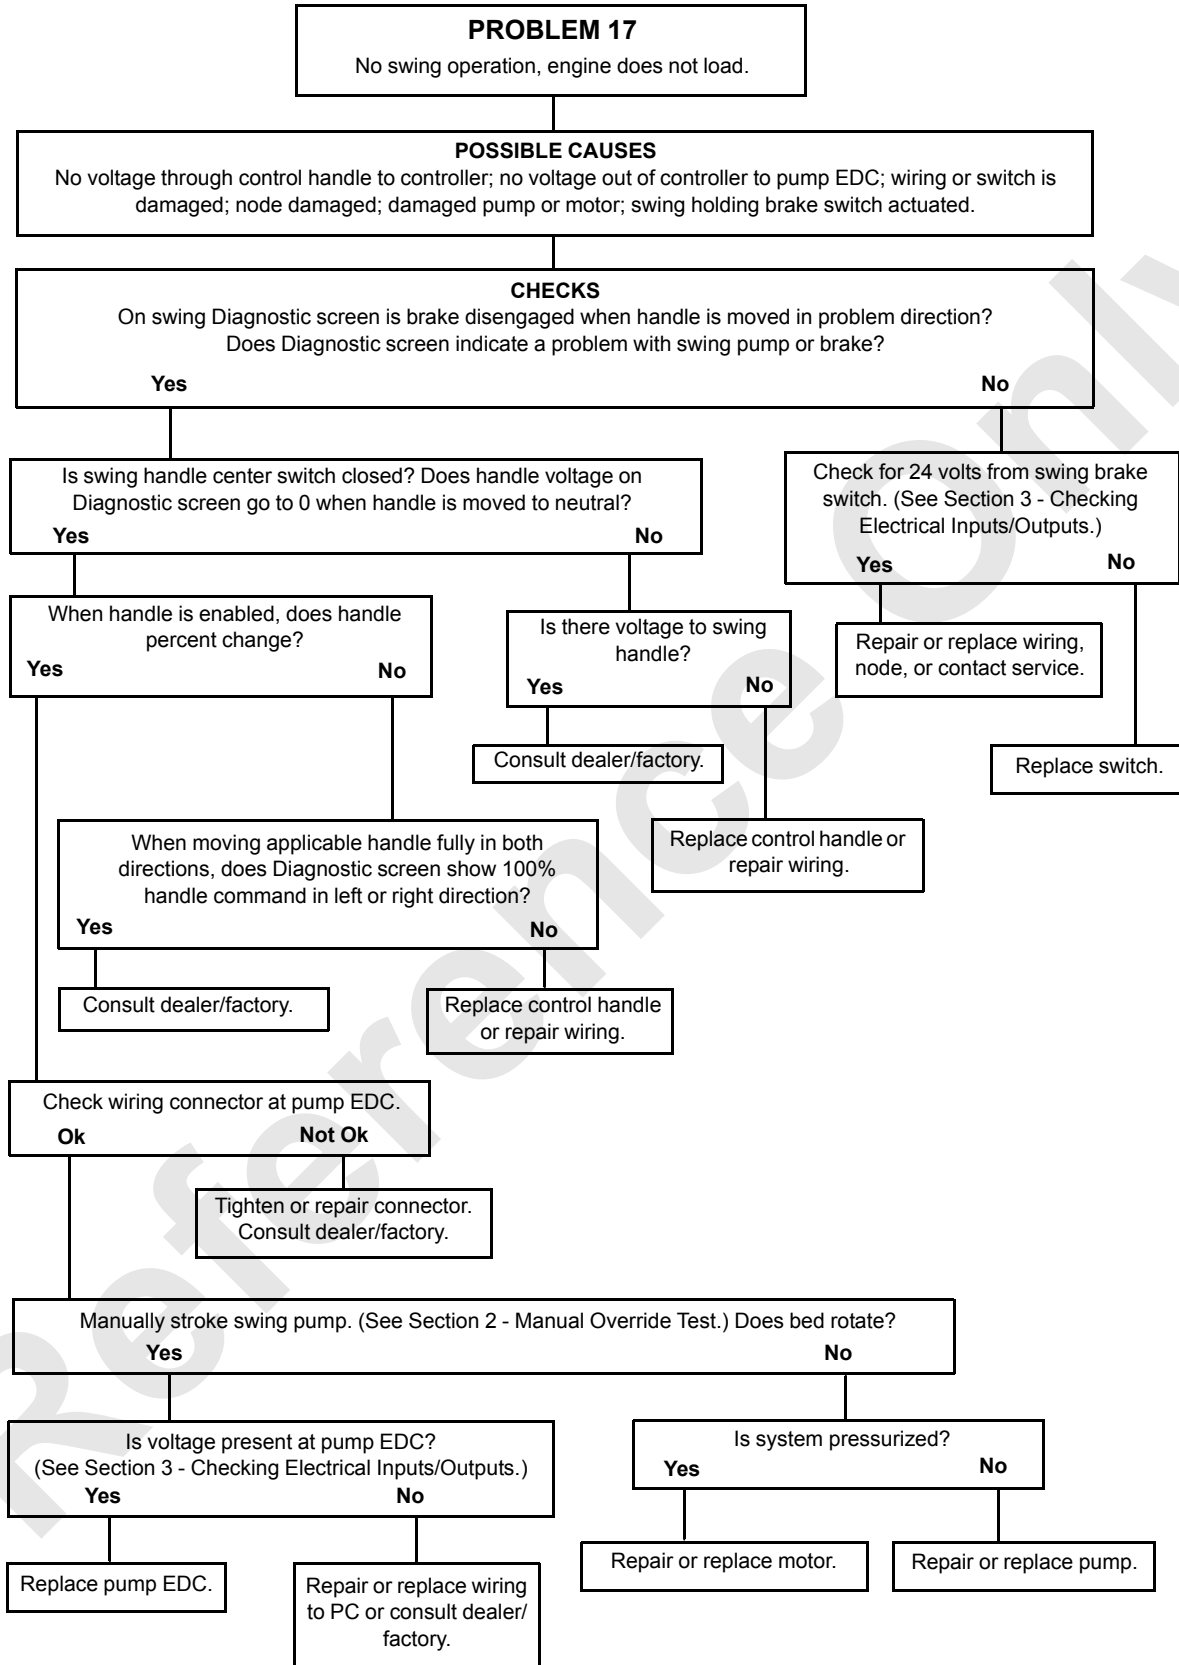 PROBLEM 17
No swing operation, engine does not load.
POSSIBLE CAUSES
No voltage through control handle to controller; no voltage out of controller to pump EDC; wiring or switch is
damaged; node damaged; damaged pump or motor; swing holding brake switch actuated.
CHECKS
On swing Diagnostic screen is brake disengaged when handle is moved in problem direction?
Does Diagnostic screen indicate a problem with swing pump or brake?
Yes
No
Is swing handle center switch closed? Does handle voltage on
Diagnostic screen go to 0 when handle is moved to neutral?
Yes
No
Check for 24 volts from swing brake
switch. (See Section 3 - Checking
Electrical Inputs/Outputs.)
Yes
No
When handle is enabled, does handle
percent change?
Yes
No
Is there voltage to swing
handle?
Yes
No
Repair or replace wiring,
node, or contact service.
Consult dealer/factory.
Replace switch.
When moving applicable handle fully in both
directions, does Diagnostic screen show 100%
handle command in left or right direction?
Yes
No
Replace control handle or
repair wiring.
Consult dealer/factory.
Replace control handle
or repair wiring.
Check wiring connector at pump EDC.
Ok
Not Ok
Tighten or repair connector.
Consult dealer/factory.
Manually stroke swing pump. (See Section 2 - Manual Override Test.) Does bed rotate?
Yes
No
Is voltage present at pump EDC?
(See Section 3 - Checking Electrical Inputs/Outputs.)
Yes
No
Is system pressurized?
Yes
No
Replace pump EDC.
Repair or replace wiring
to PC or consult dealer/
factory.
Repair or replace motor.
Repair or replace pump.
Reference Only